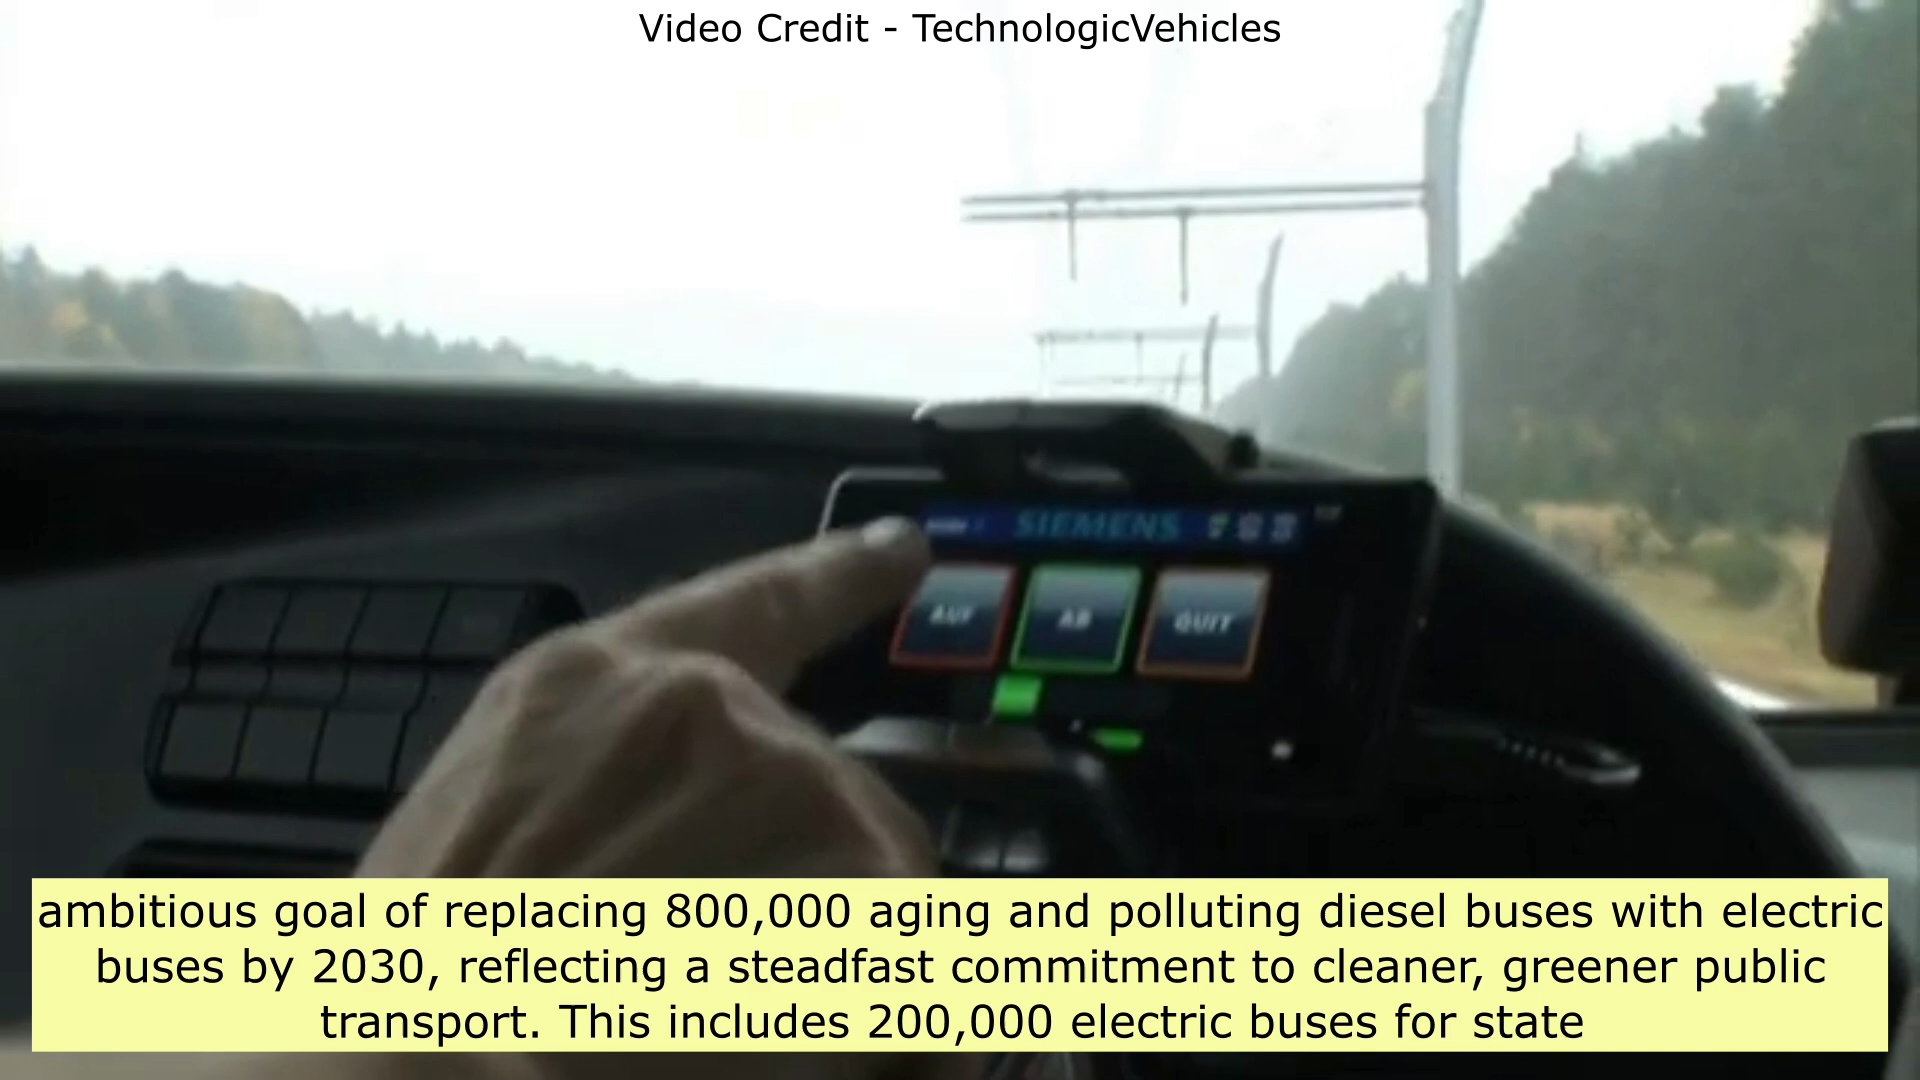 Video Credit - TechnologicVehicles
SIEMENS
AUF AB QUIT
ambitious goal of replacing 800,000 aging and polluting diesel buses with electric
buses by 2030, reflecting a steadfast commitment to cleaner, greener public
transport. This includes 200,000 electric buses for state